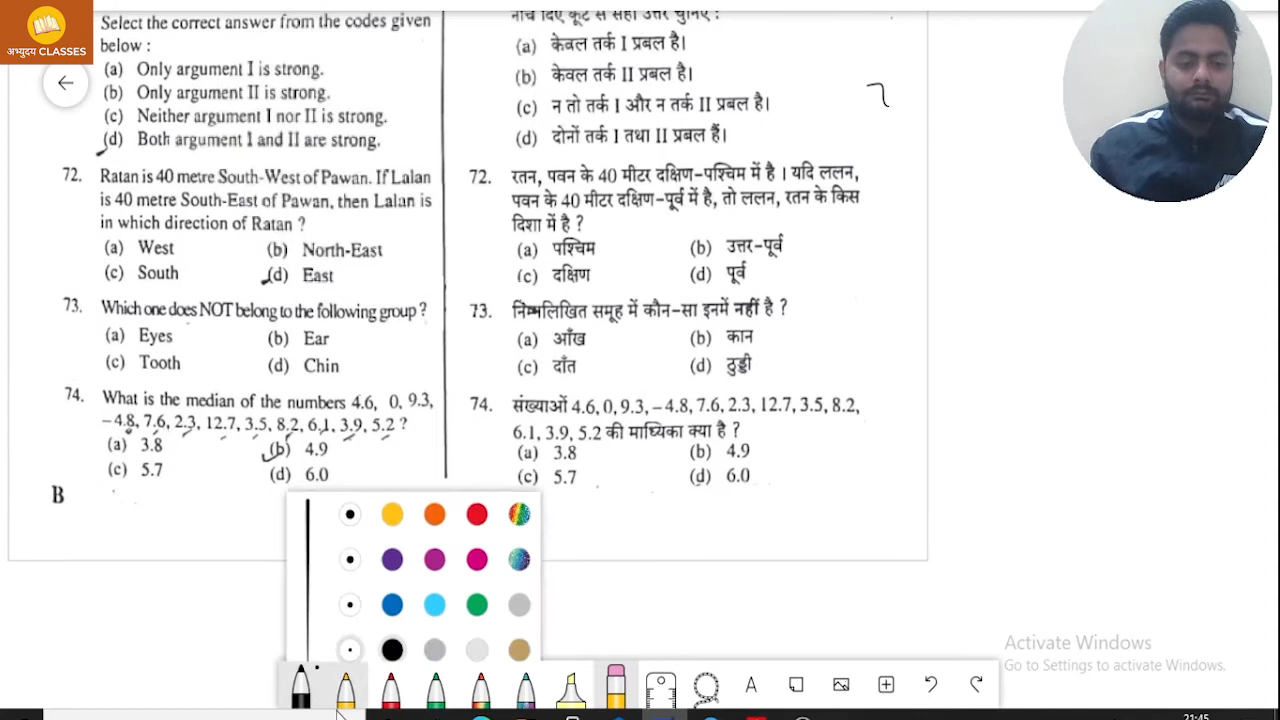 अभ्युदय CLASSES
Select the correct answer from the codes given
below :
(a) Only argument I is strong.
(b) Only argument II is strong.
(c) Neither argument I nor II is strong.
(d) Both argument I and II are strong.
72. Ratan is 40 metre South-West of Pawan. If Lalan
is 40 metre South-East of Pawan, then Lalan is
in which direction of Ratan ?
(a) West (b) North-East
(c) South (d) East
73. Which one does NOT belong to the following group ?
(a) Eyes (b) Ear
(c) Tooth (d) Chin
74. What is the median of the numbers 4.6, 0, 9.3,
−4.8, 7.6, 2.3, 12.7, 3.5, 8.2, 6.1, 3.9, 5.2 ?
(a) 3.8 (b) 4.9
(c) 5.7 (d) 6.0
B
नीचे दिए कूट से सही उत्तर चुनिए :
(a) केवल तर्क I प्रबल है।
(b) केवल तर्क II प्रबल है।
(c) न तो तर्क I और न तर्क II प्रबल है।
(d) दोनों तर्क I तथा II प्रबल हैं।
72. रतन, पवन के 40 मीटर दक्षिण-पश्चिम में है । यदि ललन,
पवन के 40 मीटर दक्षिण-पूर्व में है, तो ललन, रतन के किस
दिशा में है ?
(a) पश्चिम (b) उत्तर-पूर्व
(c) दक्षिण (d) पूर्व
73. निम्नलिखित समूह में कौन-सा इनमें नहीं है ?
(a) आँख (b) कान
(c) दाँत (d) ठुड्डी
74. संख्याओं 4.6, 0, 9.3, −4.8, 7.6, 2.3, 12.7, 3.5, 8.2,
6.1, 3.9, 5.2 की माध्यिका क्या है ?
(a) 3.8 (b) 4.9
(c) 5.7 (d) 6.0
Activate Windows
Go to Settings to activate Windows.
A
21:45